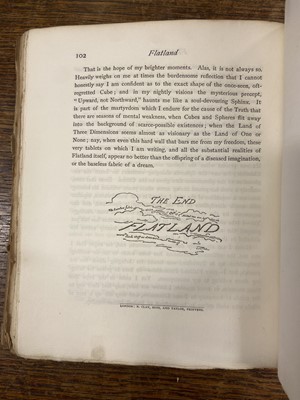 102
Flatland
That is the hope of my brighter moments. Alas, it is not always so.
Heavily weighs on me at times the burdensome reflection that I cannot
honestly say I am confident as to the exact shape of the once-seen, oft-
regretted Cube; and in my nightly visions the mysterious precept,
"Upward, not Northward," haunts me like a soul-devouring Sphinx. It
is part of the martyrdom which I endure for the cause of the Truth that
there are seasons of mental weakness, when Cubes and Spheres flit away
into the background of scarce-possible existences; when the Land of
Three Dimensions seems almost as visionary as the Land of One or
None; nay, when even this hard wall that bars me from my freedom, these
very tablets on which I am writing, and all the substantial realities of
Flatland itself, appear no better than the offspring of a diseased imagination,
or the baseless fabric of a dream.
THE END
of
FLATLAND
LONDON: R. CLAY, SONS, AND TAYLOR, PRINTERS.